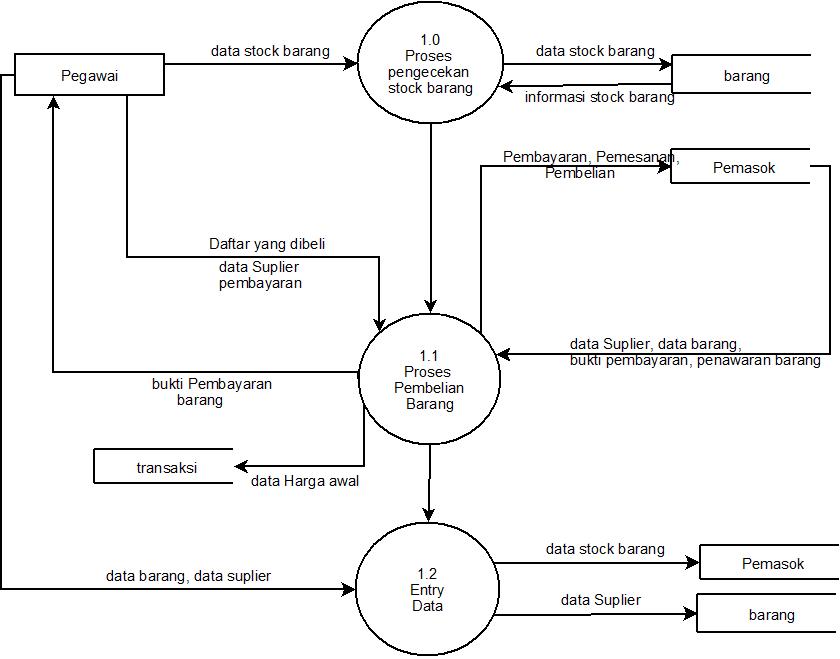 Pegawai
data stock barang
1.0
Proses
pengecekan
stock barang
data stock barang
informasi stock barang
barang
Pembayaran, Pemesanan,
Pembelian
Pemasok
Daftar yang dibeli
data Suplier
pembayaran
1.1
Proses
Pembelian
Barang
data Suplier, data barang,
bukti pembayaran, penawaran barang
bukti Pembayaran
barang
transaksi
data Harga awal
1.2
Entry
Data
data barang, data suplier
data stock barang
Pemasok
data Suplier
barang